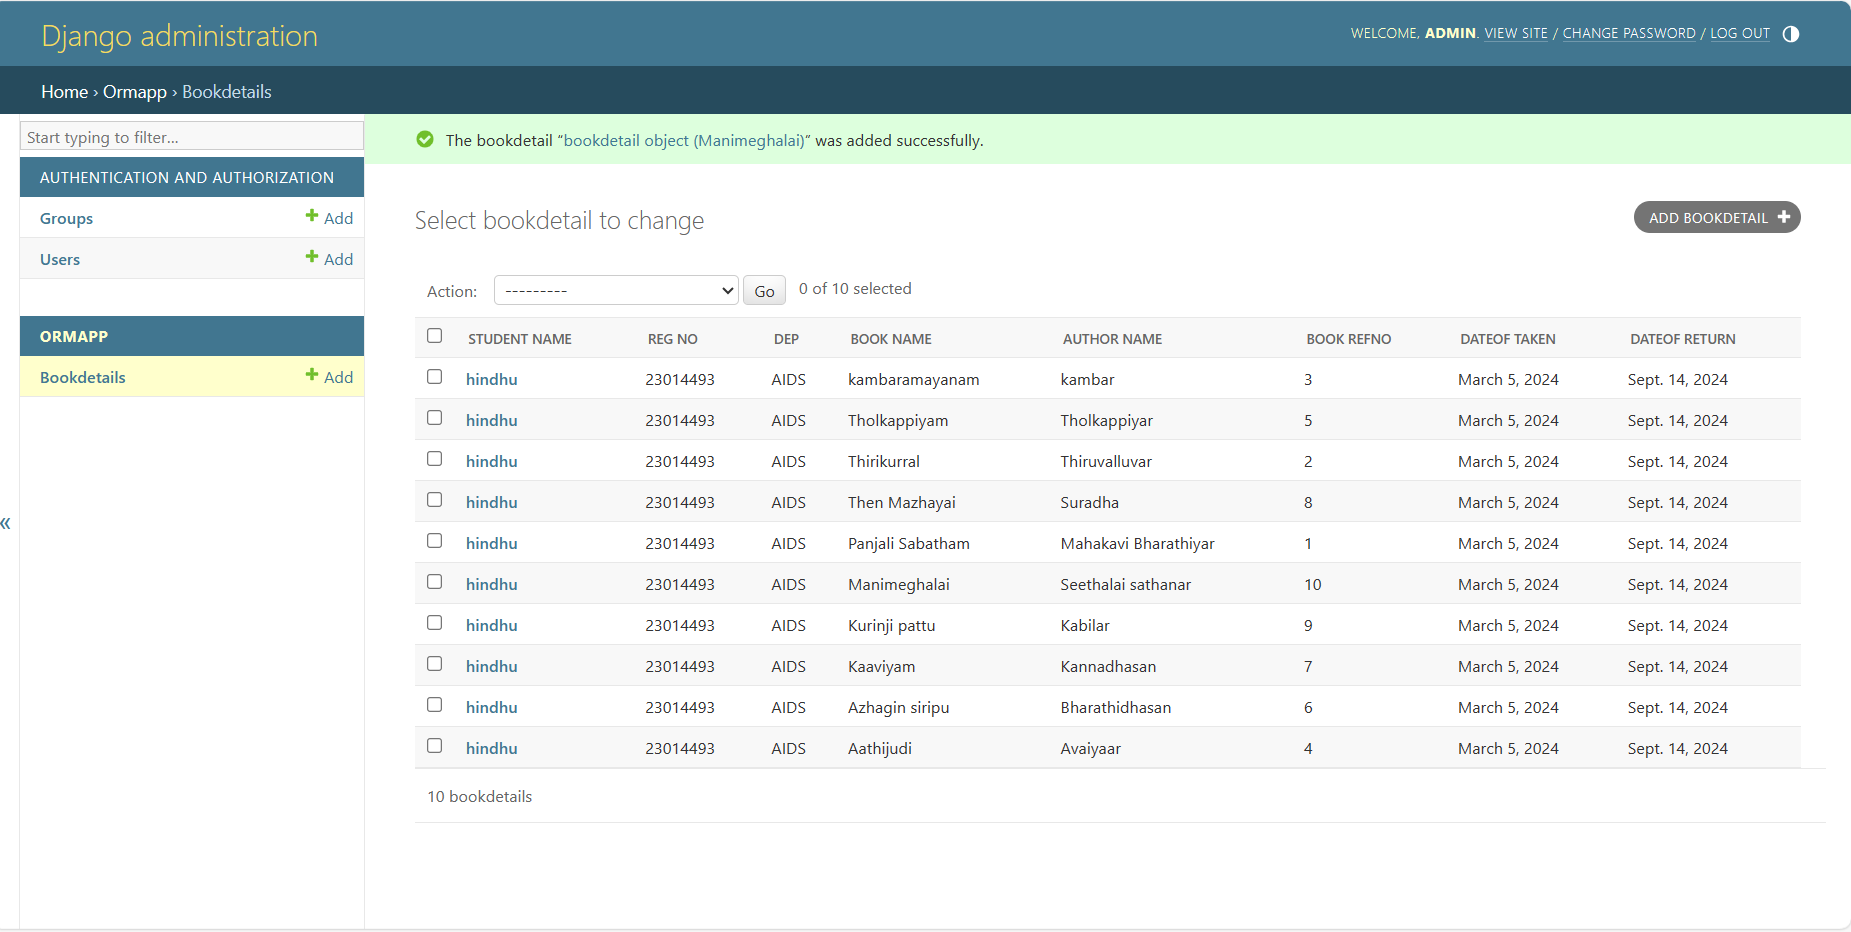 Django administration
WELCOME, ADMIN. VIEW SITE / CHANGE PASSWORD / LOG OUT
Home › Ormapp › Bookdetails
Start typing to filter...
AUTHENTICATION AND AUTHORIZATION
Groups + Add
Users + Add
ORMAPP
Bookdetails + Add
«
The bookdetail “bookdetail object (Manimeghalai)” was added successfully.
Select bookdetail to change
ADD BOOKDETAIL +
Action: --------- Go 0 of 10 selected
STUDENT NAME REG NO DEP BOOK NAME AUTHOR NAME BOOK REFNO DATEOF TAKEN DATEOF RETURN
hindhu 23014493 AIDS kambaramayanam kambar 3 March 5, 2024 Sept. 14, 2024
hindhu 23014493 AIDS Tholkappiyam Tholkappiyar 5 March 5, 2024 Sept. 14, 2024
hindhu 23014493 AIDS Thirikurral Thiruvalluvar 2 March 5, 2024 Sept. 14, 2024
hindhu 23014493 AIDS Then Mazhayai Suradha 8 March 5, 2024 Sept. 14, 2024
hindhu 23014493 AIDS Panjali Sabatham Mahakavi Bharathiyar 1 March 5, 2024 Sept. 14, 2024
hindhu 23014493 AIDS Manimeghalai Seethalai sathanar 10 March 5, 2024 Sept. 14, 2024
hindhu 23014493 AIDS Kurinji pattu Kabilar 9 March 5, 2024 Sept. 14, 2024
hindhu 23014493 AIDS Kaaviyam Kannadhasan 7 March 5, 2024 Sept. 14, 2024
hindhu 23014493 AIDS Azhagin siripu Bharathidhasan 6 March 5, 2024 Sept. 14, 2024
hindhu 23014493 AIDS Aathijudi Avaiyaar 4 March 5, 2024 Sept. 14, 2024
10 bookdetails